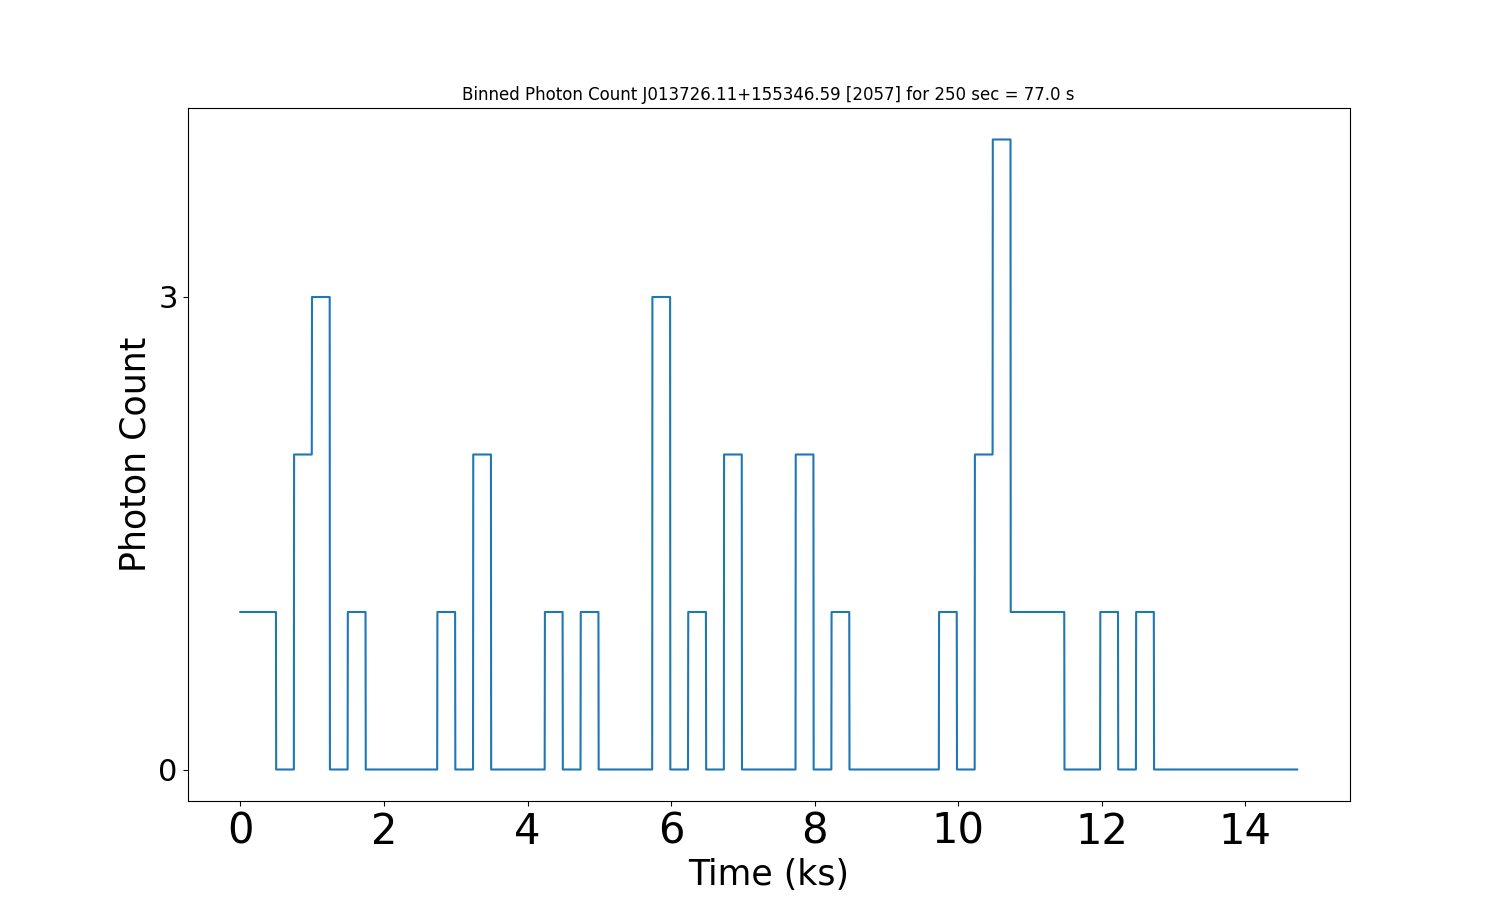 Binned Photon Count J013726.11+155346.59 [2057] for 250 sec = 77.0 s
3
Photon Count
0
0 2 4 6 8 10 12 14
Time (ks)